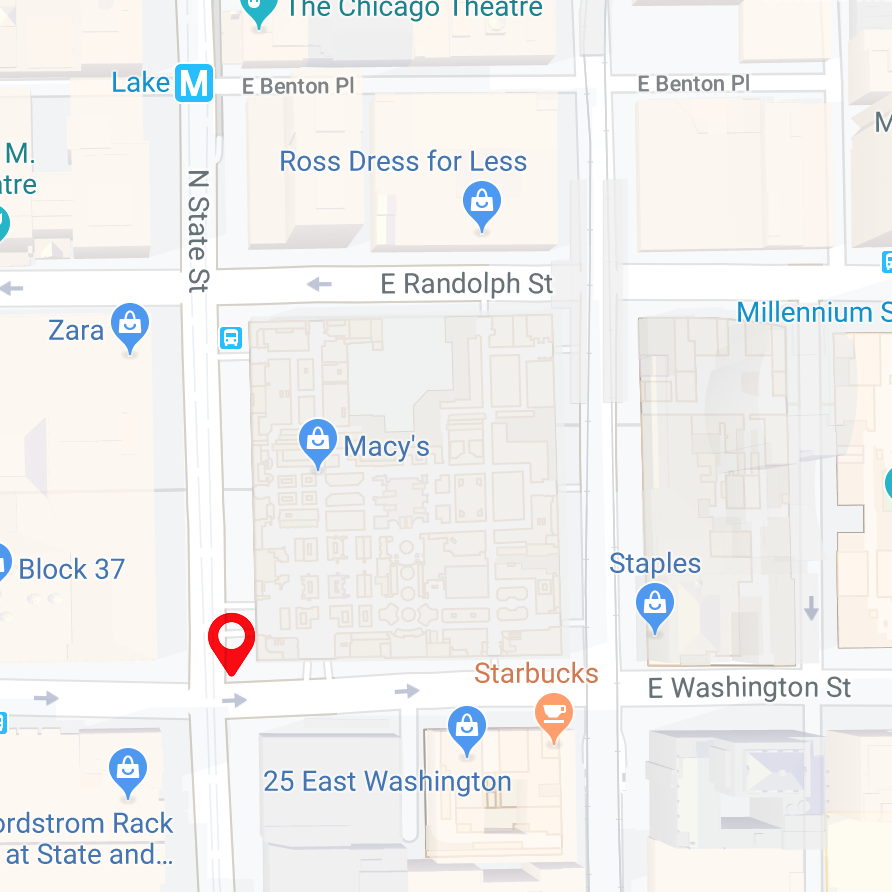 The Chicago Theatre
Lake M
E Benton Pl
E Benton Pl
M.
Ross Dress for Less
N State St
E Randolph St
Zara
Millennium
Macy's
Block 37
Staples
Starbucks
E Washington St
25 East Washington
Rack
at State and...